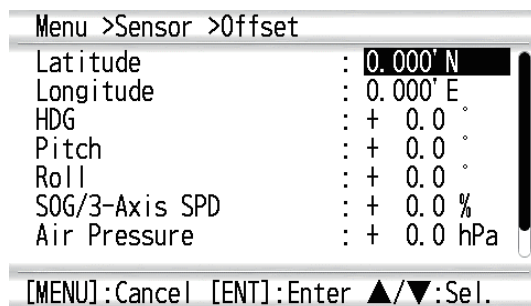 Menu >Sensor >Offset
Latitude : 0.000' N
Longitude : 0.000' E
HDG : + 0.0 °
Pitch : + 0.0 °
Roll : + 0.0 °
SOG/3-Axis SPD : + 0.0 %
Air Pressure : + 0.0 hPa
[MENU]:Cancel [ENT]:Enter ▲/▼:Sel.